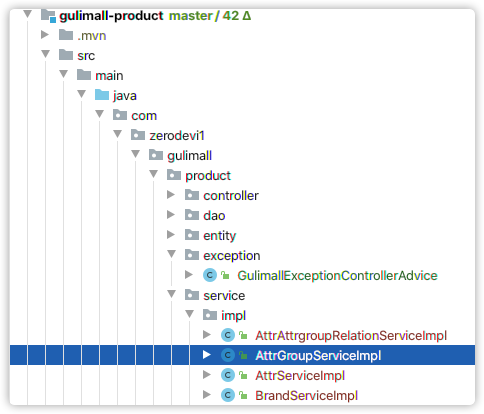 gulimall-product master / 42 Δ
.mvn
src
main
java
com
zerodevi1
gulimall
product
controller
dao
entity
exception
C GulimallExceptionControllerAdvice
service
impl
C AttrAttrgroupRelationServiceImpl
C AttrGroupServiceImpl
C AttrServiceImpl
C BrandServiceImpl